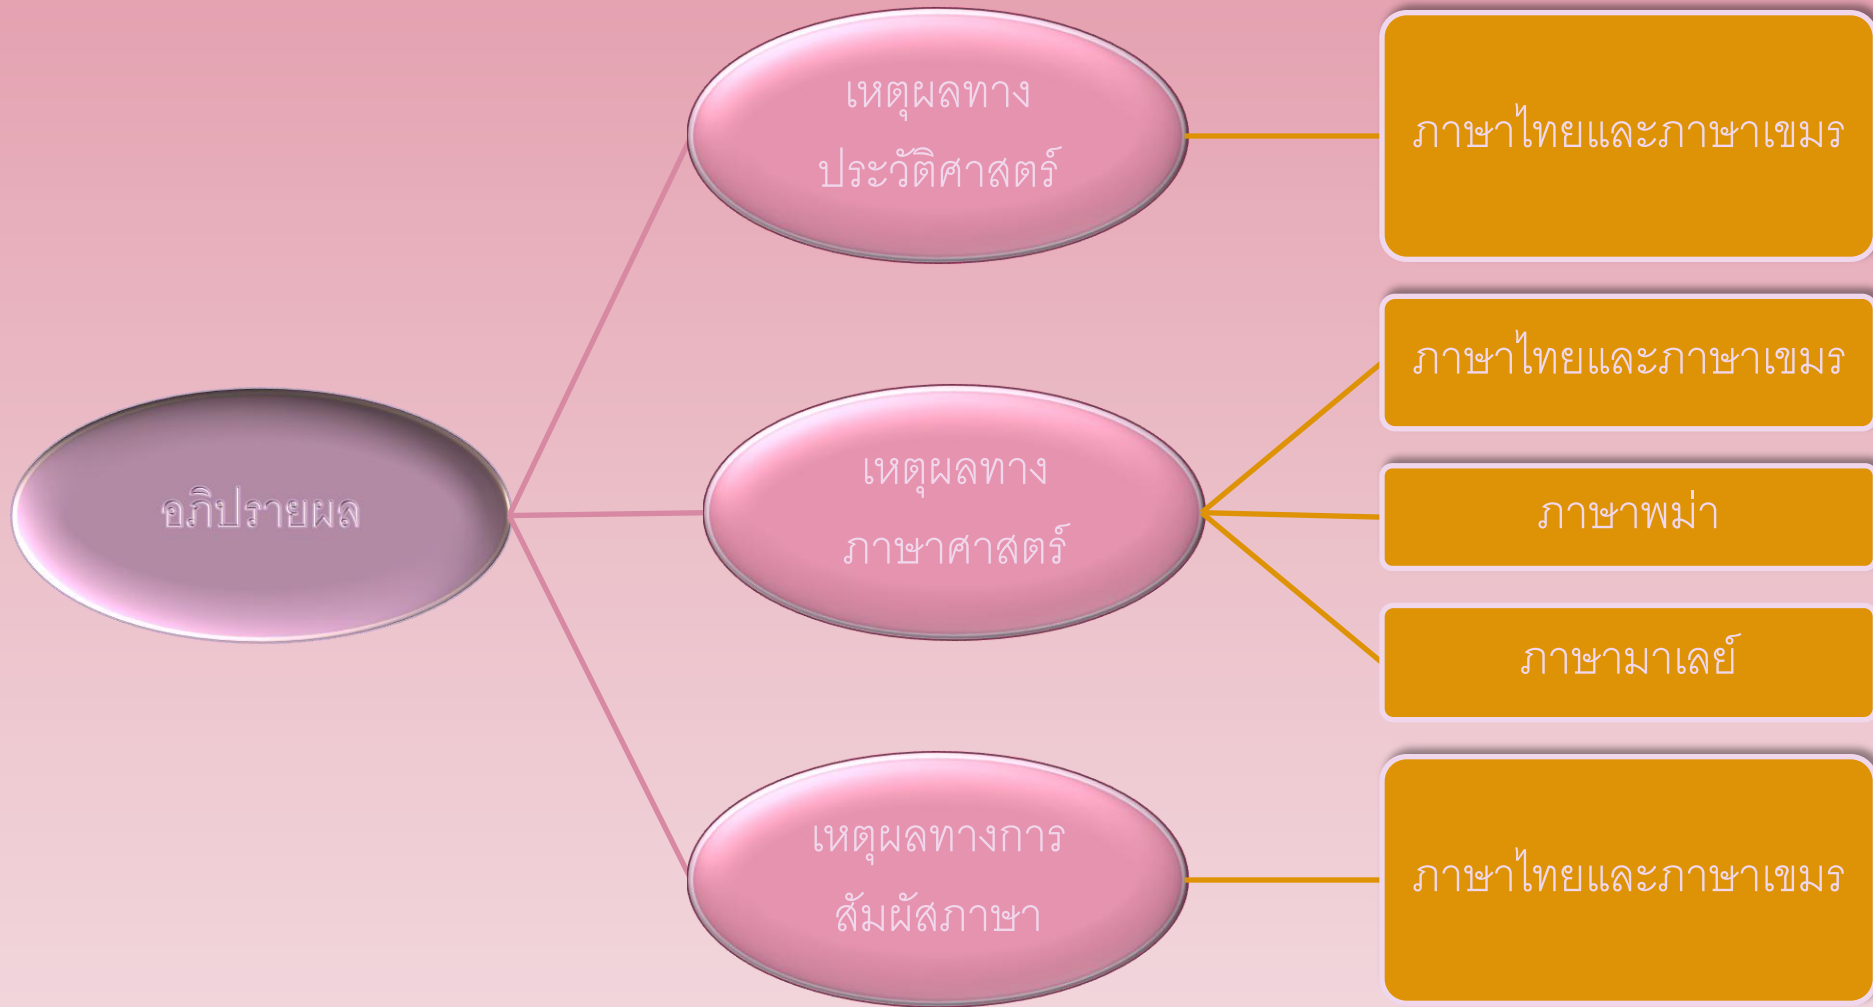 อภิปรายผล
เหตุผลทาง
ประวัติศาสตร์
ภาษาไทยและภาษาเขมร
เหตุผลทาง
ภาษาศาสตร์
ภาษาไทยและภาษาเขมร
ภาษาพม่า
ภาษามาเลย์
เหตุผลทางการ
สัมผัสภาษา
ภาษาไทยและภาษาเขมร